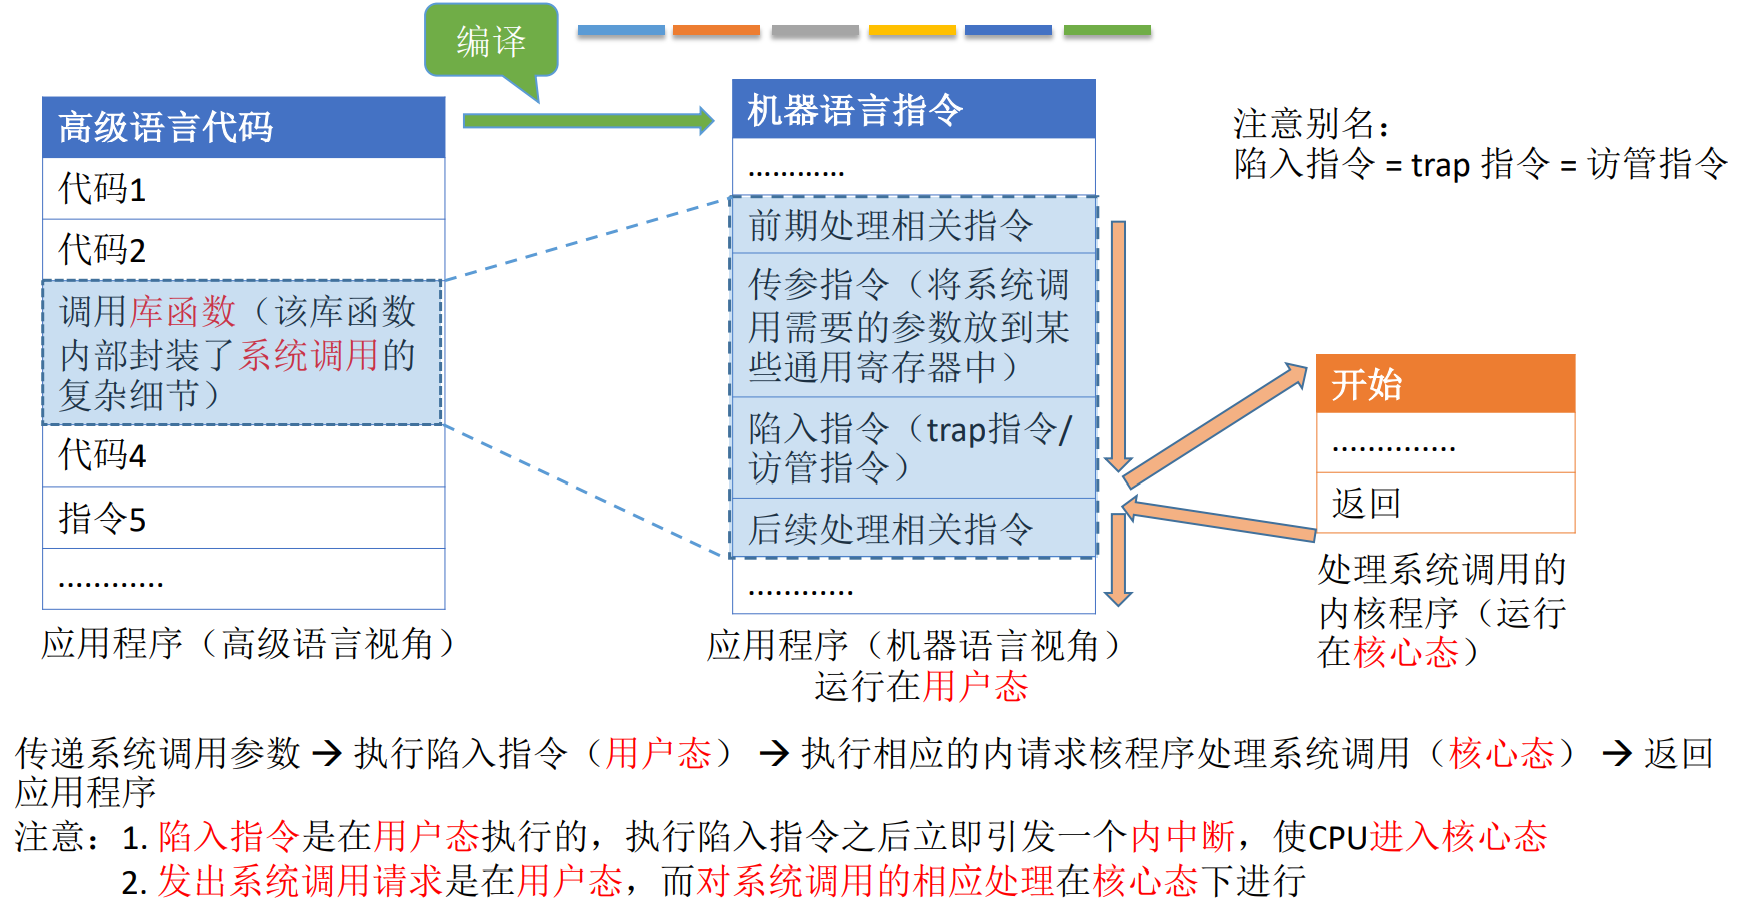 编译
高级语言代码
代码1
代码2
调用库函数（该库函数
内部封装了系统调用的
复杂细节）
代码4
指令5
............
应用程序（高级语言视角）
机器语言指令
............
前期处理相关指令
传参指令（将系统调
用需要的参数放到某
些通用寄存器中）
陷入指令（trap指令/
访管指令）
后续处理相关指令
............
应用程序（机器语言视角）
运行在用户态
注意别名：
陷入指令 = trap 指令 = 访管指令
开始
..............
返回
处理系统调用的
内核程序（运行
在核心态）
传递系统调用参数 → 执行陷入指令（用户态） → 执行相应的内请求核程序处理系统调用（核心态） → 返回
应用程序
注意：1. 陷入指令是在用户态执行的，执行陷入指令之后立即引发一个内中断，使CPU进入核心态
2. 发出系统调用请求是在用户态，而对系统调用的相应处理在核心态下进行